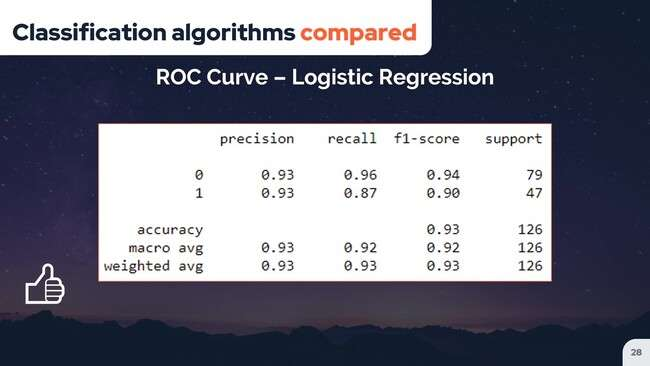 Classification algorithms compared
ROC Curve – Logistic Regression
precision recall f1-score support
0 0.93 0.96 0.94 79
1 0.93 0.87 0.90 47
accuracy 0.93 126
macro avg 0.93 0.92 0.92 126
weighted avg 0.93 0.93 0.93 126
28